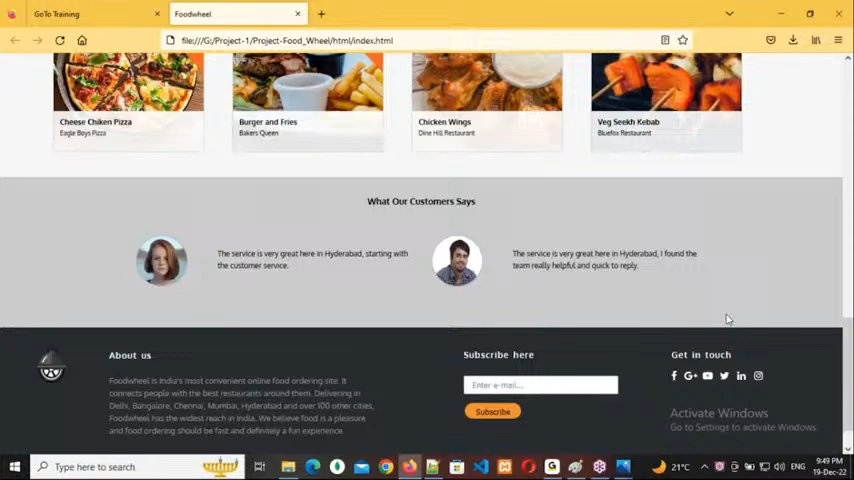 GoTo Training
Foodwheel
file:///G:/Project-1/Project-Food_Wheel/html/index.html
Cheese Chiken Pizza
Eagle Boys Pizza
Burger and Fries
Bakers Queen
Chicken Wings
Dine Hill Restaurant
Veg Seekh Kebab
Bluefox Restaurant
What Our Customers Says
The service is very great here in Hyderabad, starting with
the customer service.
The service is very great here in Hyderabad, I found the
team really helpful and quick to reply.
About us
Foodwheel is India's most convenient online food ordering site. It
connects people with the best restaurants around them. Delivering in
Delhi, Bangalore, Chennai, Mumbai, Hyderabad and over 100 other cities,
Foodwheel has the widest reach in India. We believe food is a pleasure
and food ordering should be fast and definitely a fun experience.
Subscribe here
Enter e-mail...
Subscribe
Get in touch
Activate Windows
Go to Settings to activate Windows.
Type here to search
21°C
ENG
9:49 PM
19-Dec-22